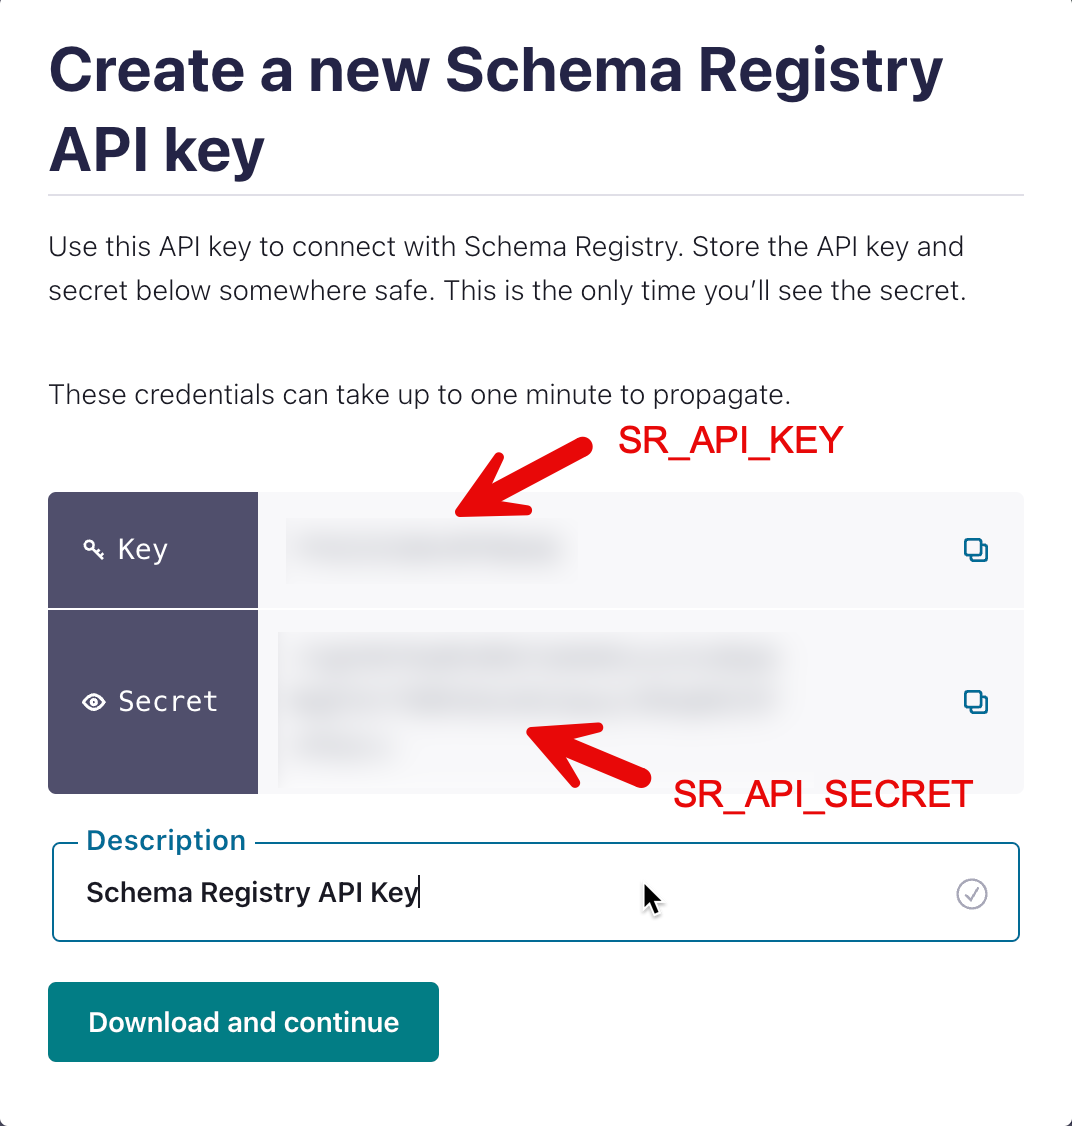 Create a new Schema Registry
API key
Use this API key to connect with Schema Registry. Store the API key and
secret below somewhere safe. This is the only time you'll see the secret.
These credentials can take up to one minute to propagate.
SR_API_KEY
Key
Secret
SR_API_SECRET
Description
Schema Registry API Key
Download and continue